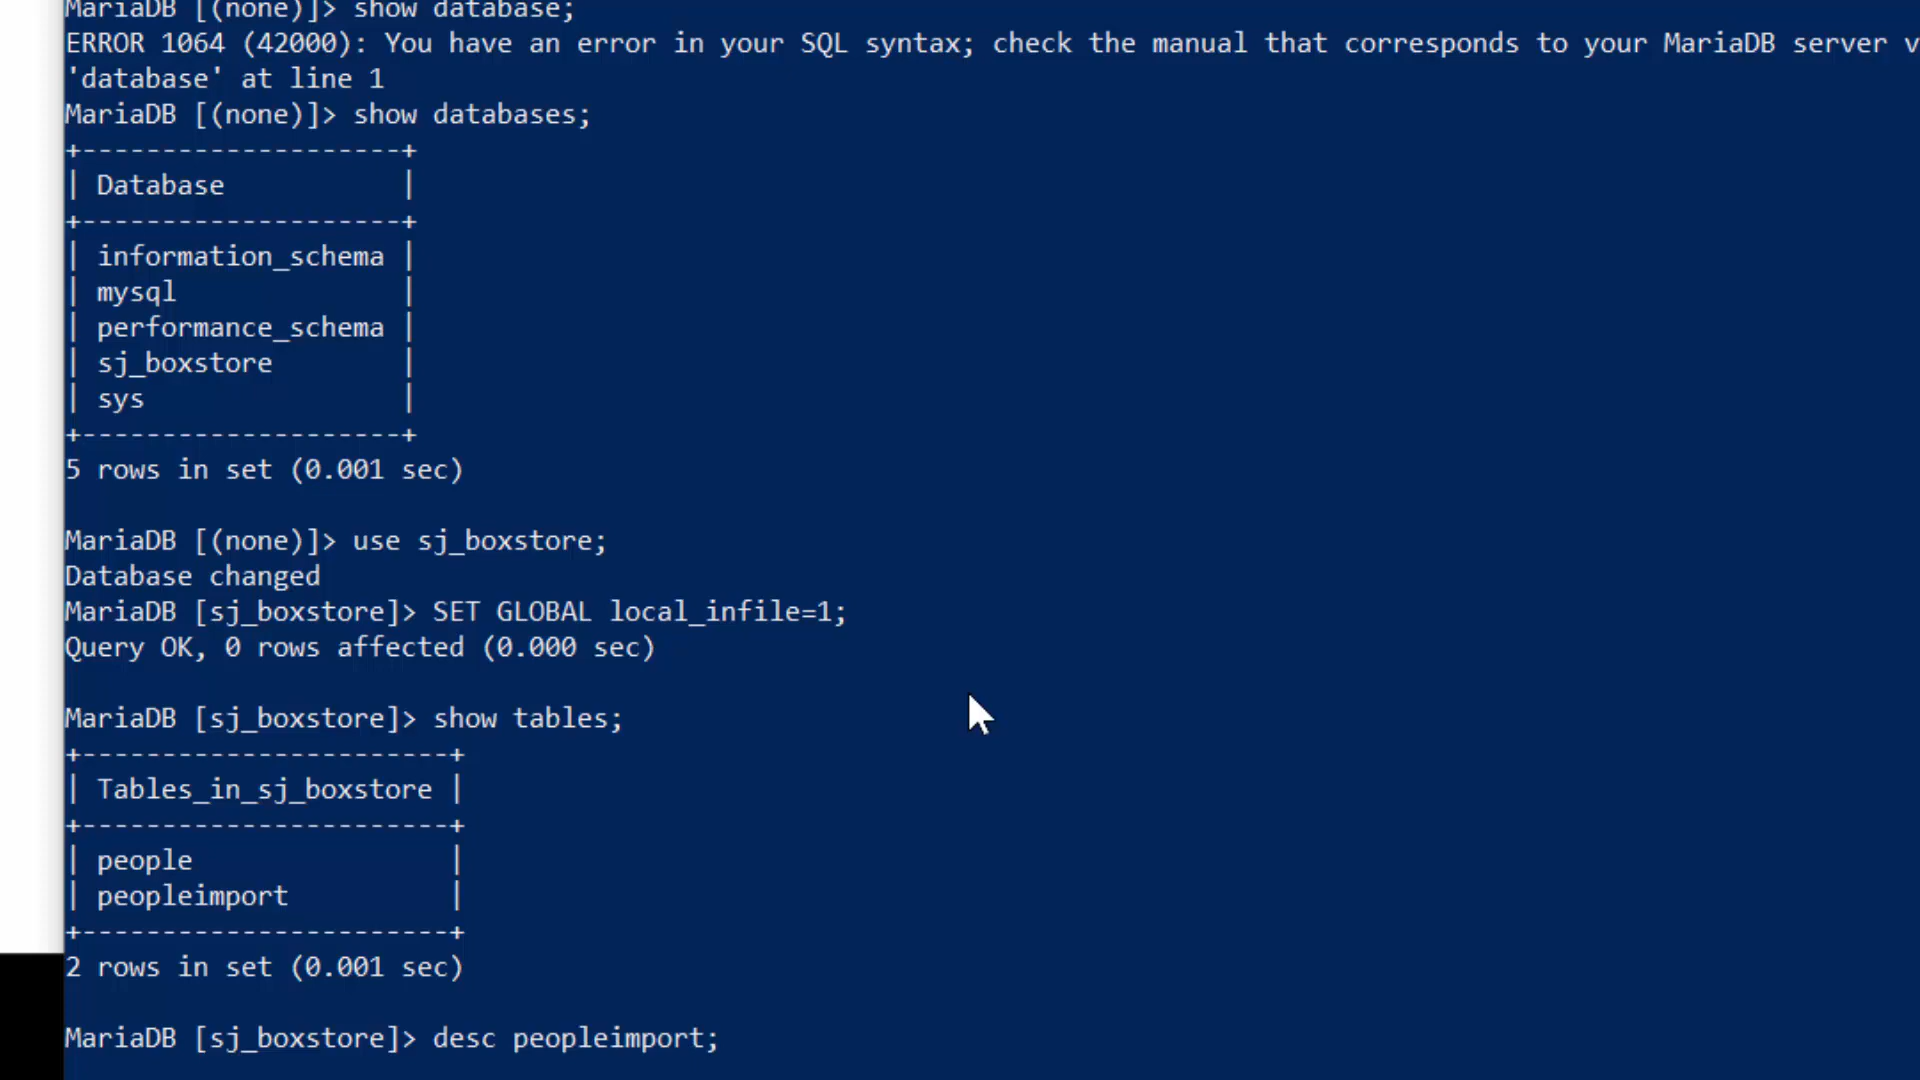 MariaDB [(none)]> show database;
ERROR 1064 (42000): You have an error in your SQL syntax; check the manual that corresponds to your MariaDB server v
'database' at line 1
MariaDB [(none)]> show databases;
+--------------------+
| Database           |
+--------------------+
| information_schema |
| mysql              |
| performance_schema |
| sj_boxstore        |
| sys                |
+--------------------+
5 rows in set (0.001 sec)
MariaDB [(none)]> use sj_boxstore;
Database changed
MariaDB [sj_boxstore]> SET GLOBAL local_infile=1;
Query OK, 0 rows affected (0.000 sec)
MariaDB [sj_boxstore]> show tables;
+-----------------------+
| Tables_in_sj_boxstore |
+-----------------------+
| people                |
| peopleimport          |
+-----------------------+
2 rows in set (0.001 sec)
MariaDB [sj_boxstore]> desc peopleimport;